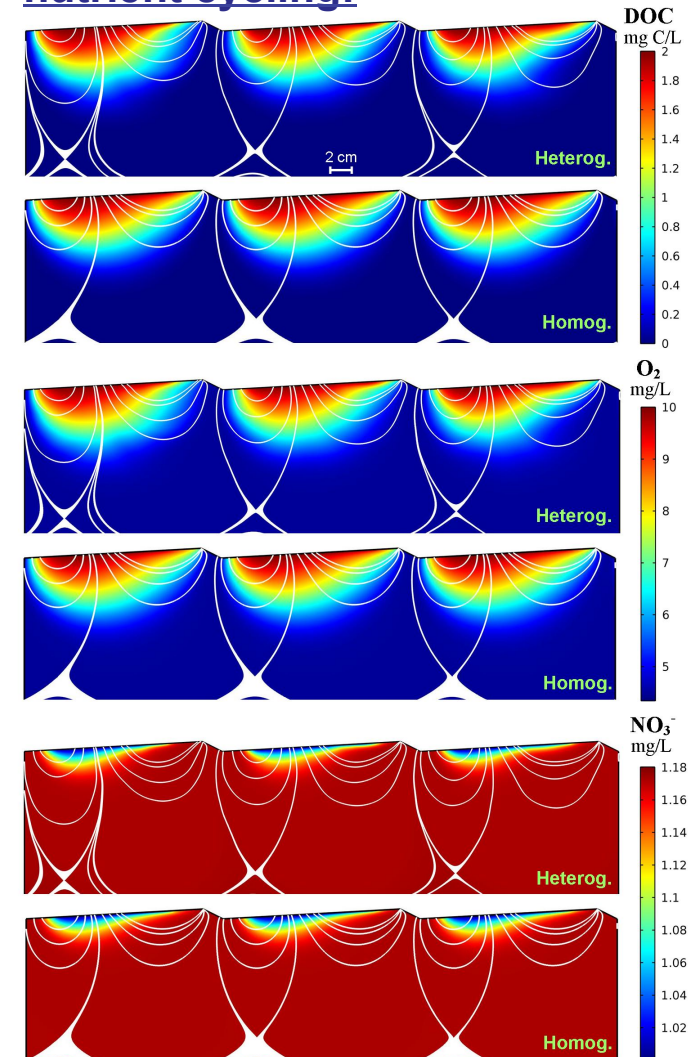 nutrient cycling:
DOC
mg C/L
2
1.8
1.6
1.4
1.2
1
0.8
0.6
0.4
0.2
0
2 cm
Heterog.
Homog.
O₂
mg/L
10
9
8
7
6
5
Heterog.
Homog.
NO₃⁻
mg/L
1.18
1.16
1.14
1.12
1.1
1.08
1.06
1.04
1.02
Heterog.
Homog.